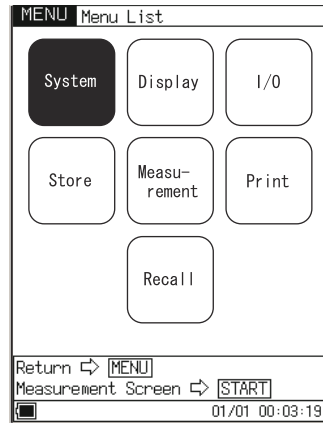 MENU Menu List
System Display I/O
Store Measu-
rement Print
Recall
Return ⇨ MENU
Measurement Screen ⇨ START
01/01 00:03:19